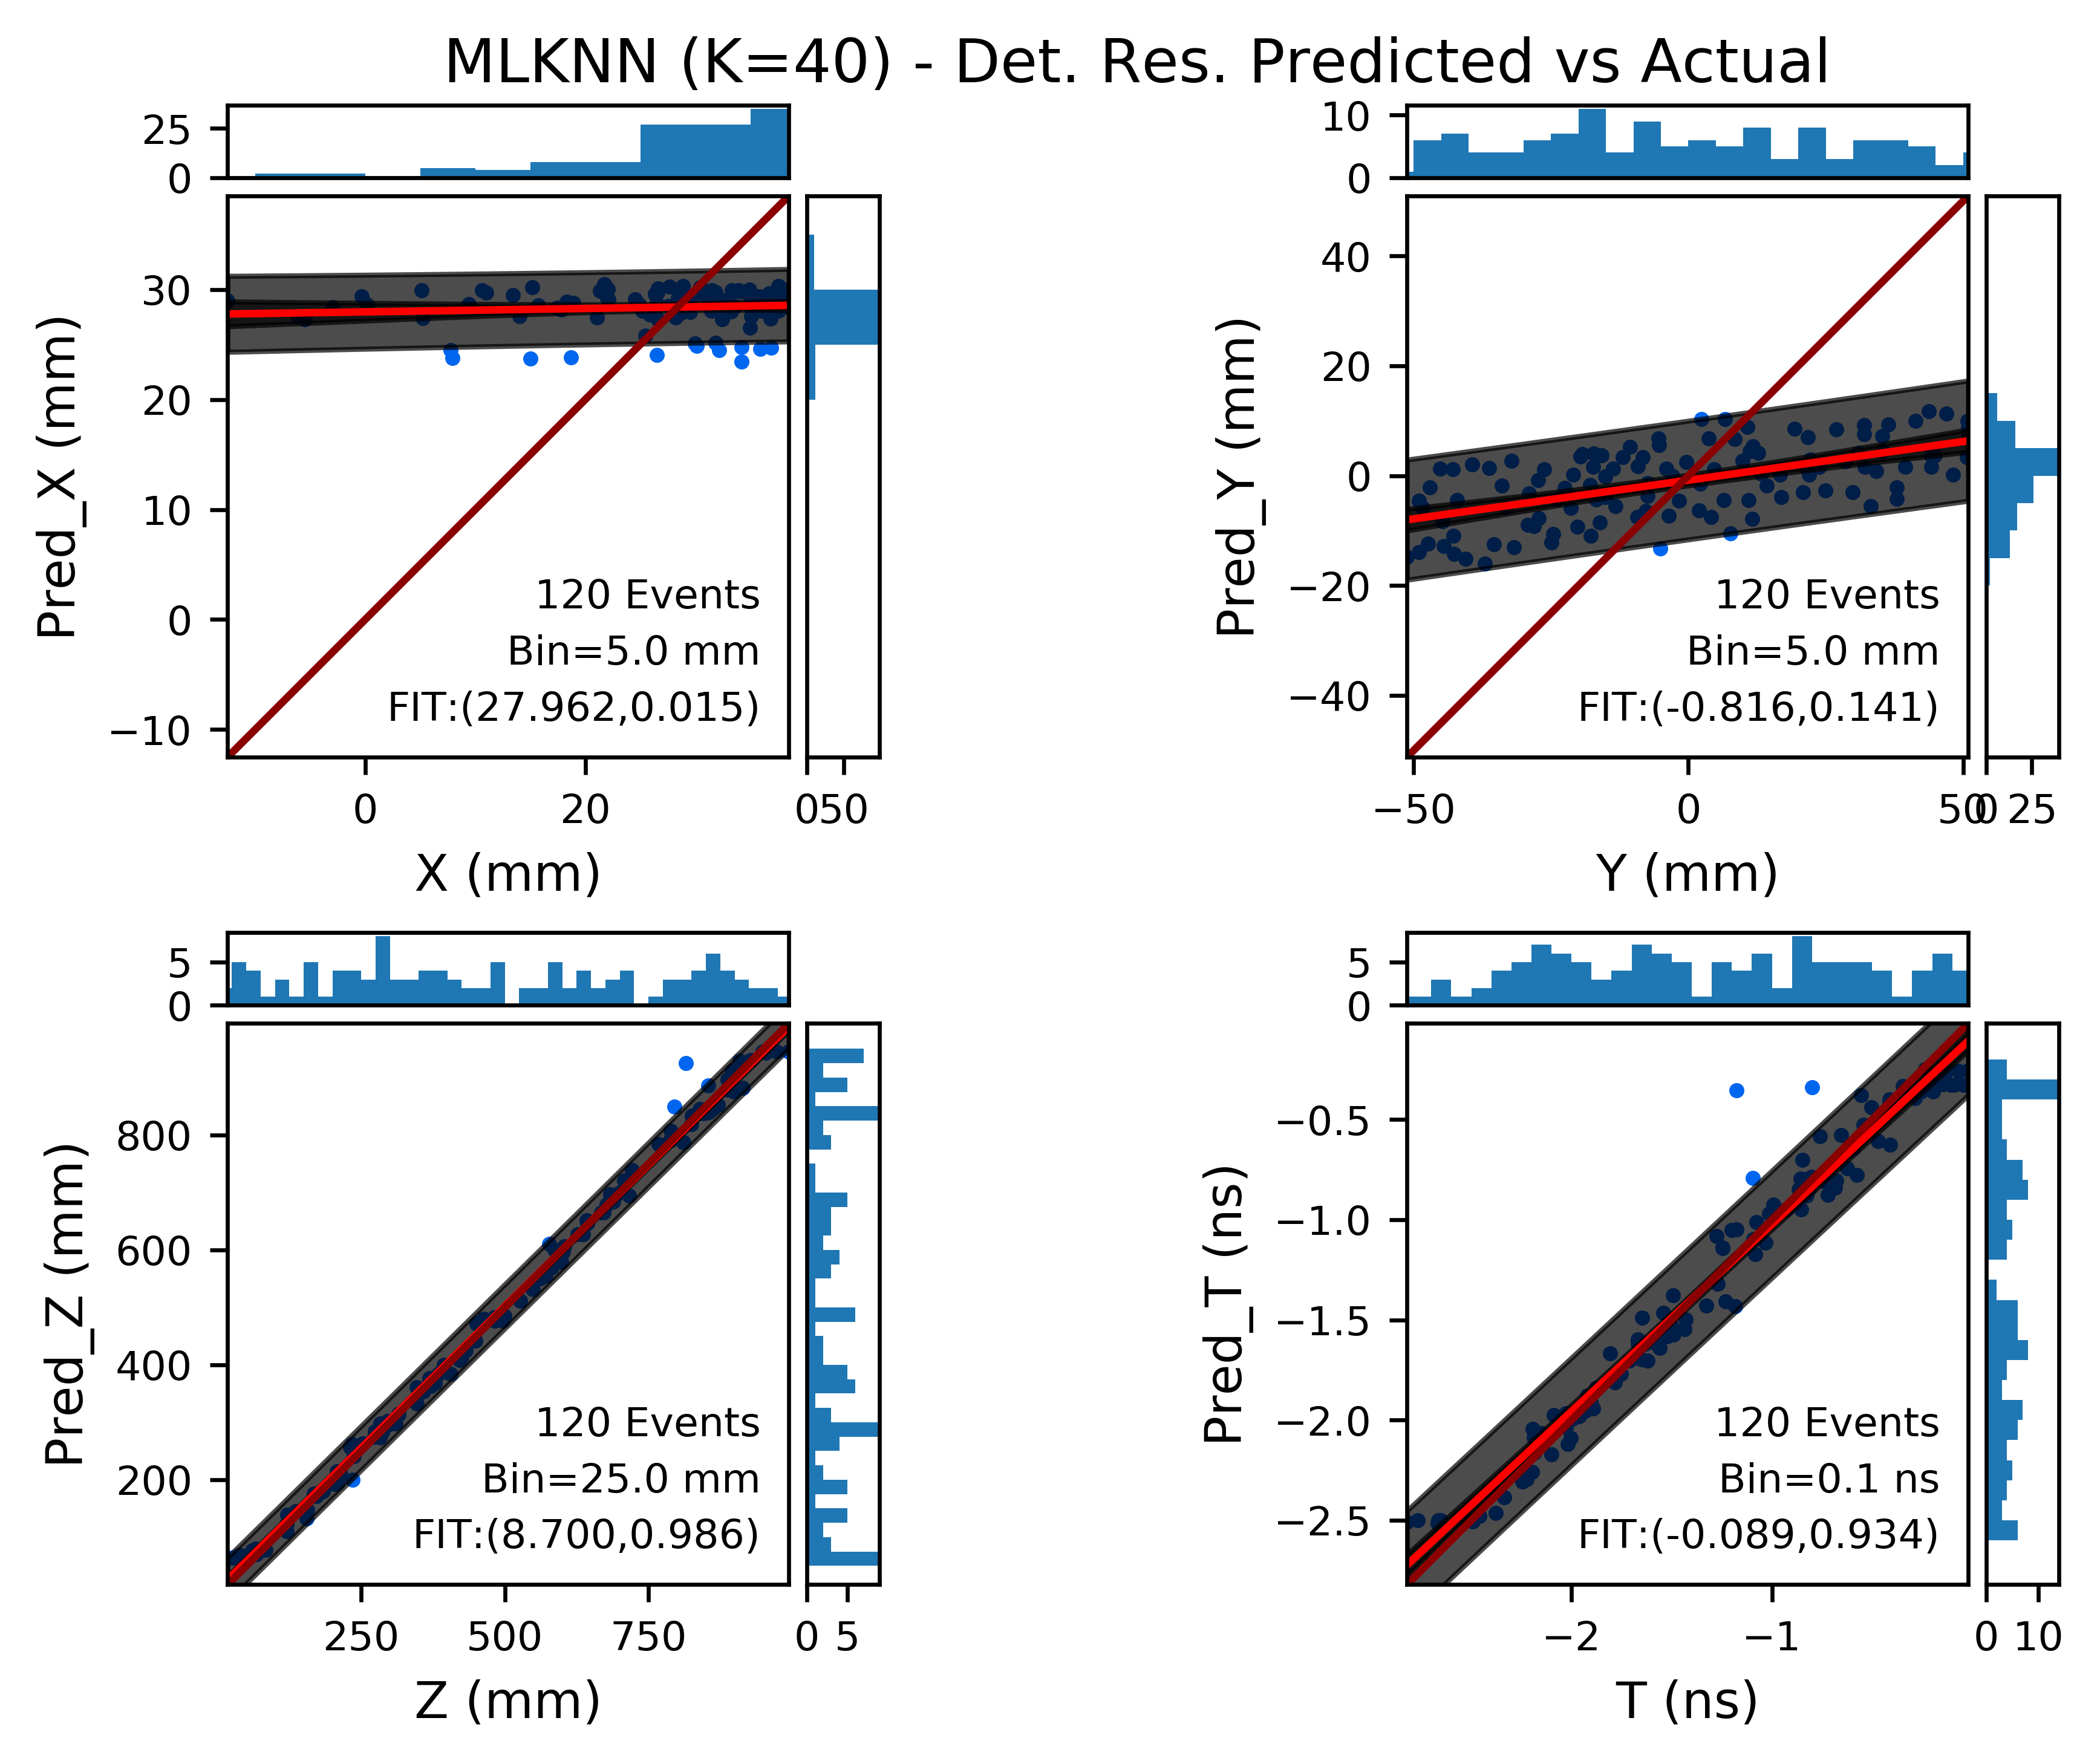 MLKNN (K=40) - Det. Res. Predicted vs Actual
25
0
30
20
10
0
−10
Pred_X (mm)
120 Events
Bin=5.0 mm
FIT:(27.962,0.015)
0 20
0 50
X (mm)
10
0
40
20
0
−20
−40
Pred_Y (mm)
120 Events
Bin=5.0 mm
FIT:(-0.816,0.141)
−50 0 50
0 25
Y (mm)
5
0
800
600
400
200
Pred_Z (mm)
120 Events
Bin=25.0 mm
FIT:(8.700,0.986)
250 500 750
0 5
Z (mm)
5
0
−0.5
−1.0
−1.5
−2.0
−2.5
Pred_T (ns)
120 Events
Bin=0.1 ns
FIT:(-0.089,0.934)
−2 −1
0 10
T (ns)